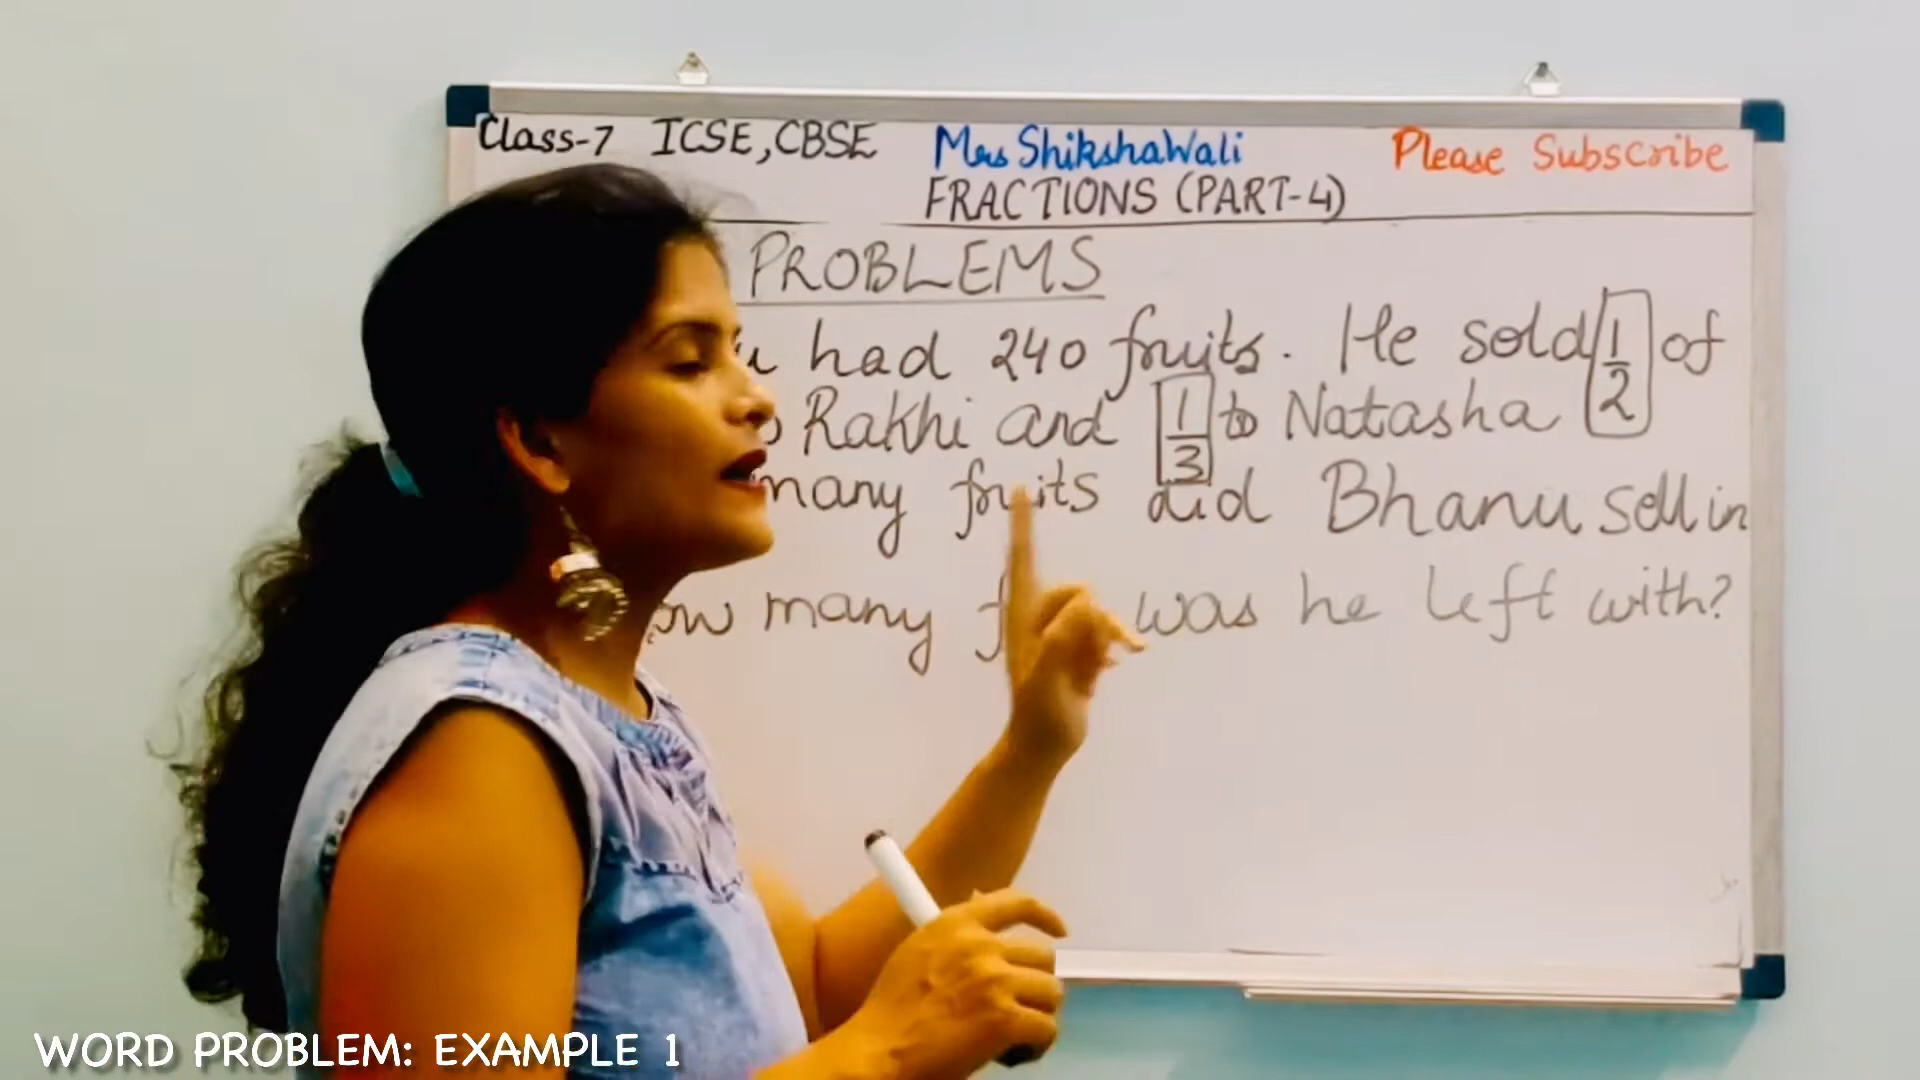 Class-7 ICSE, CBSE Mrs ShikshaWali Please Subscribe
FRACTIONS (PART-4)
PROBLEMS
had 240 fruits. He sold 1/2 of
Rakhi and 1/3 to Natasha
many fruits did Bhanu sell in
many was he left with?
WORD PROBLEM: EXAMPLE 1